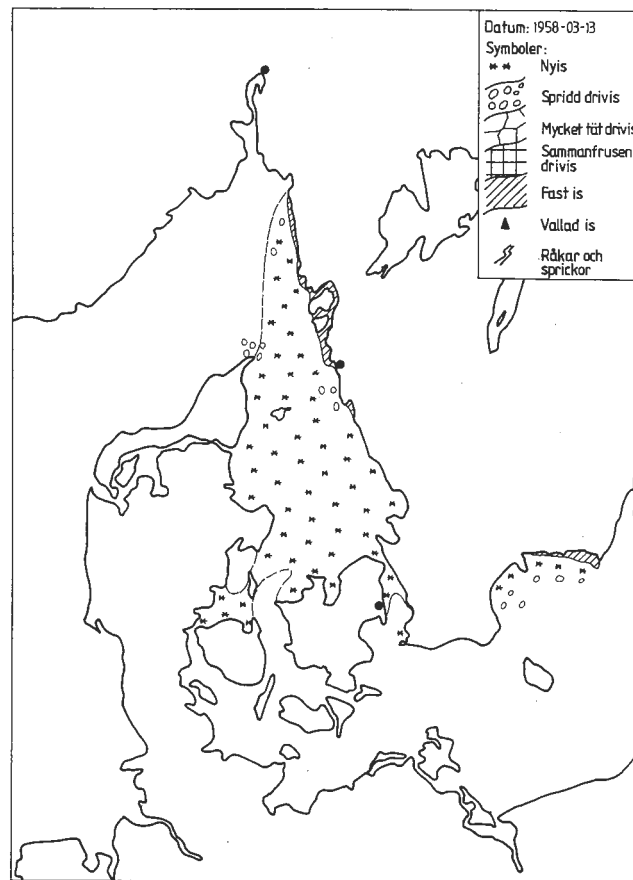 Datum: 1958-03-13
Symboler:
Nyis
Spridd drivis
Mycket tät drivis
Sammanfrusen
drivis
Fast is
Vallad is
Råkar och
sprickor